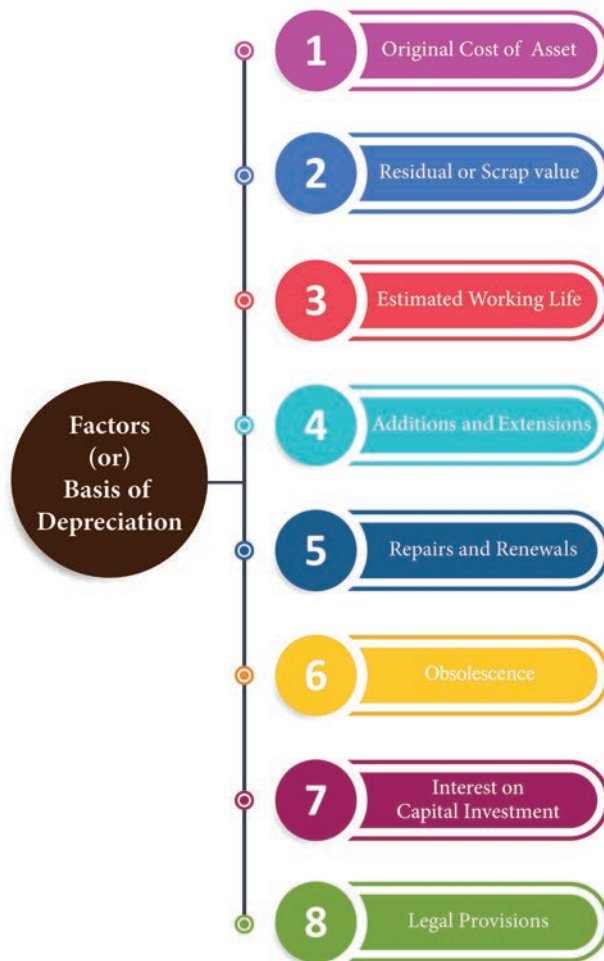 1
Original Cost of Asset
2
Residual or Scrap value
3
Estimated Working Life
4
Additions and Extensions
Factors
(or)
Basis of
Depreciation
5
Repairs and Renewals
6
Obsolescence
7
Interest on
Capital Investment
8
Legal Provisions